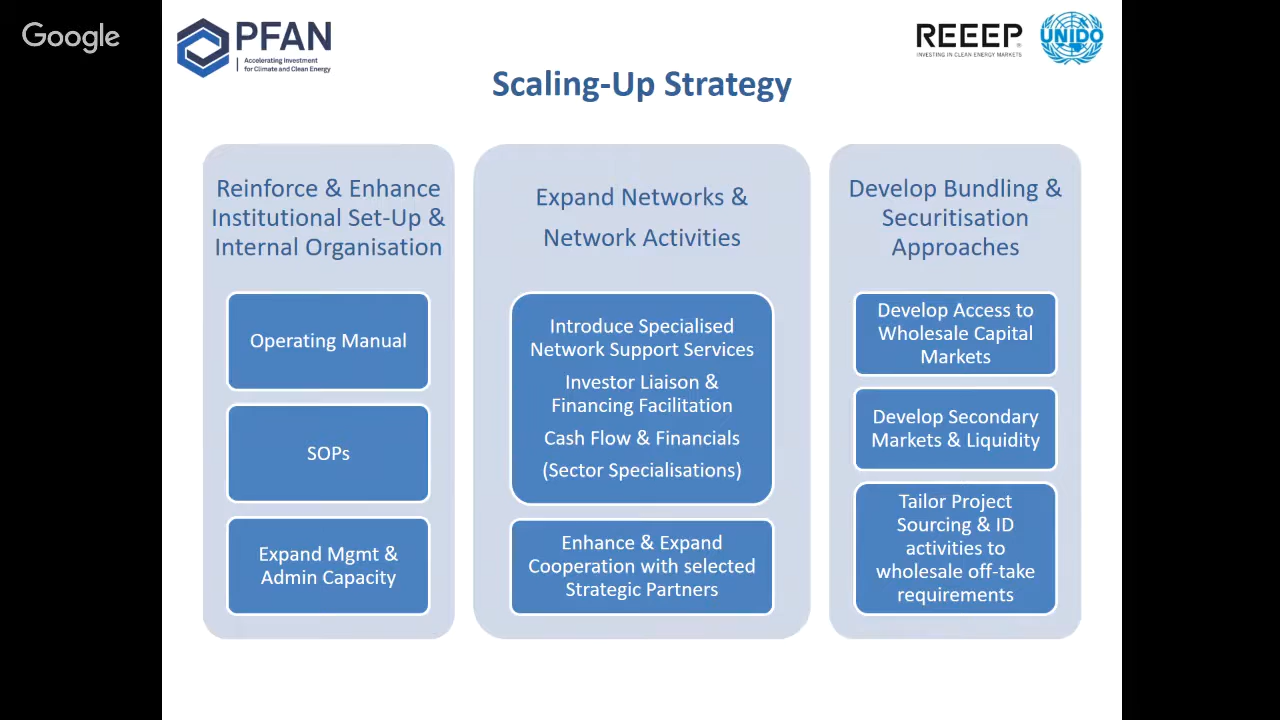 Google
PFAN
Accelerating Investment
for Climate and Clean Energy
REEEP
INVESTING IN CLEAN ENERGY MARKETS
UNIDO
Scaling-Up Strategy
Reinforce & Enhance
Institutional Set-Up &
Internal Organisation
Operating Manual
SOPs
Expand Mgmt &
Admin Capacity
Expand Networks &
Network Activities
Introduce Specialised
Network Support Services
Investor Liaison &
Financing Facilitation
Cash Flow & Financials
(Sector Specialisations)
Enhance & Expand
Cooperation with selected
Strategic Partners
Develop Bundling &
Securitisation
Approaches
Develop Access to
Wholesale Capital
Markets
Develop Secondary
Markets & Liquidity
Tailor Project
Sourcing & ID
activities to
wholesale off-take
requirements